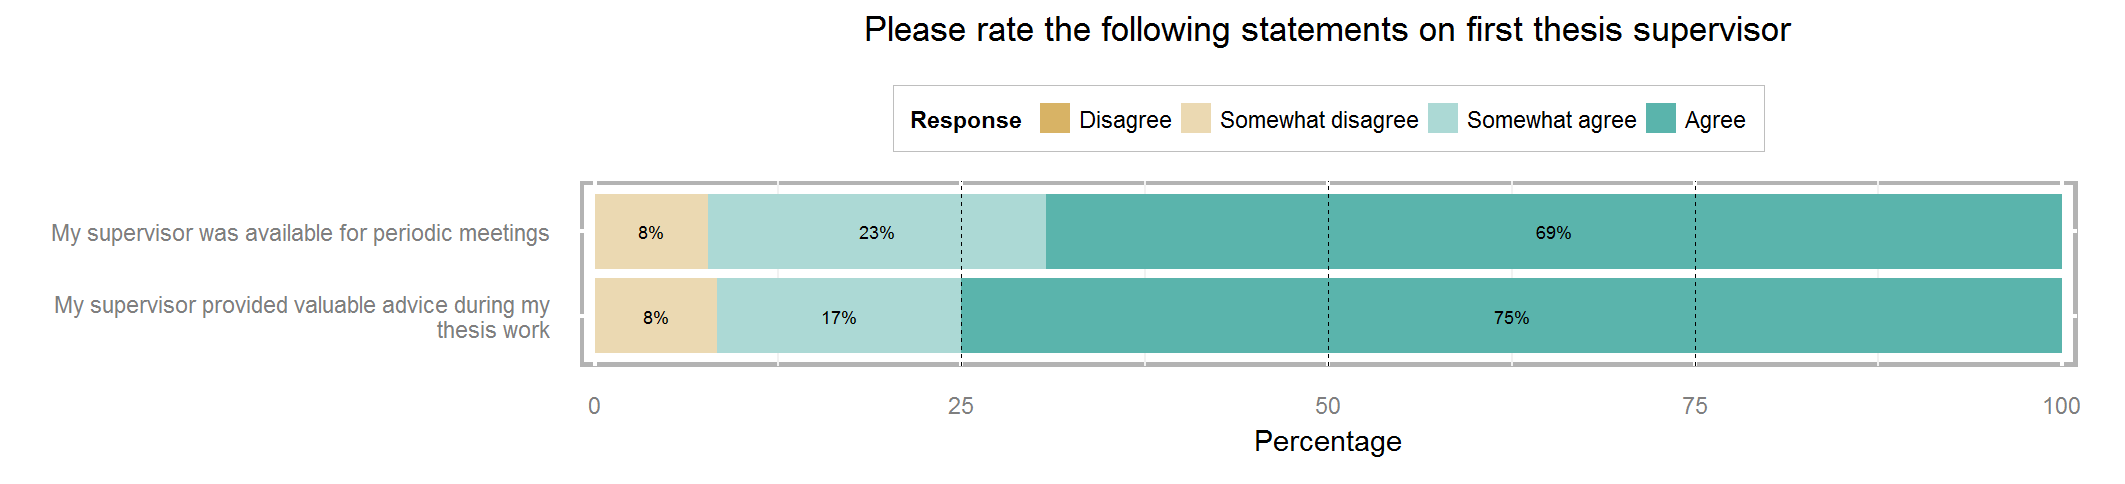 Please rate the following statements on first thesis supervisor
Response Disagree Somewhat disagree Somewhat agree Agree
My supervisor was available for periodic meetings 8% 23% 69%
My supervisor provided valuable advice during my
thesis work
8% 17% 75%
0 25 50 75 100
Percentage